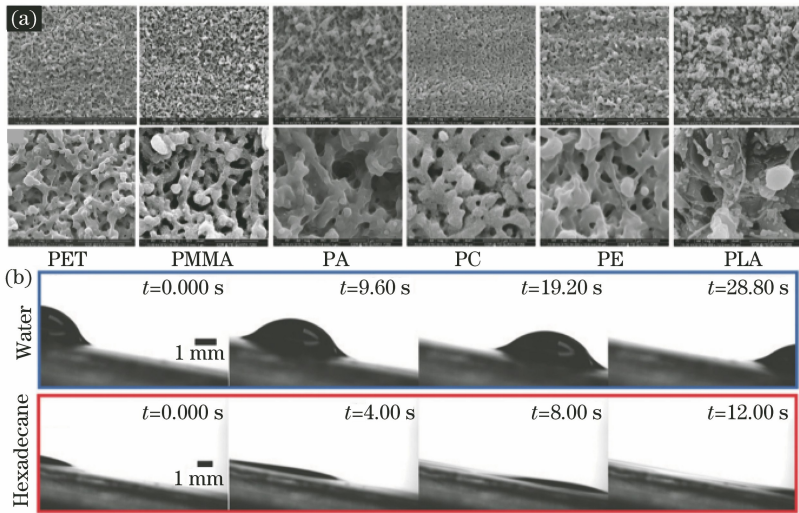 (a)
PET PMMA PA PC PE PLA
(b)
Water
t=0.000 s t=9.60 s t=19.20 s t=28.80 s
1 mm
Hexadecane
t=0.000 s t=4.00 s t=8.00 s t=12.00 s
1 mm